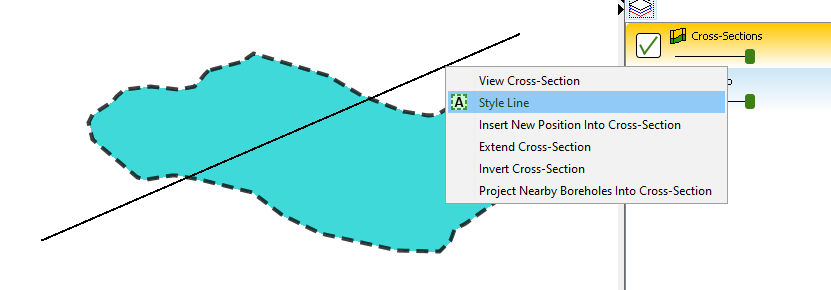 Cross-Sections
View Cross-Section
A Style Line
Insert New Position Into Cross-Section
Extend Cross-Section
Invert Cross-Section
Project Nearby Boreholes Into Cross-Section